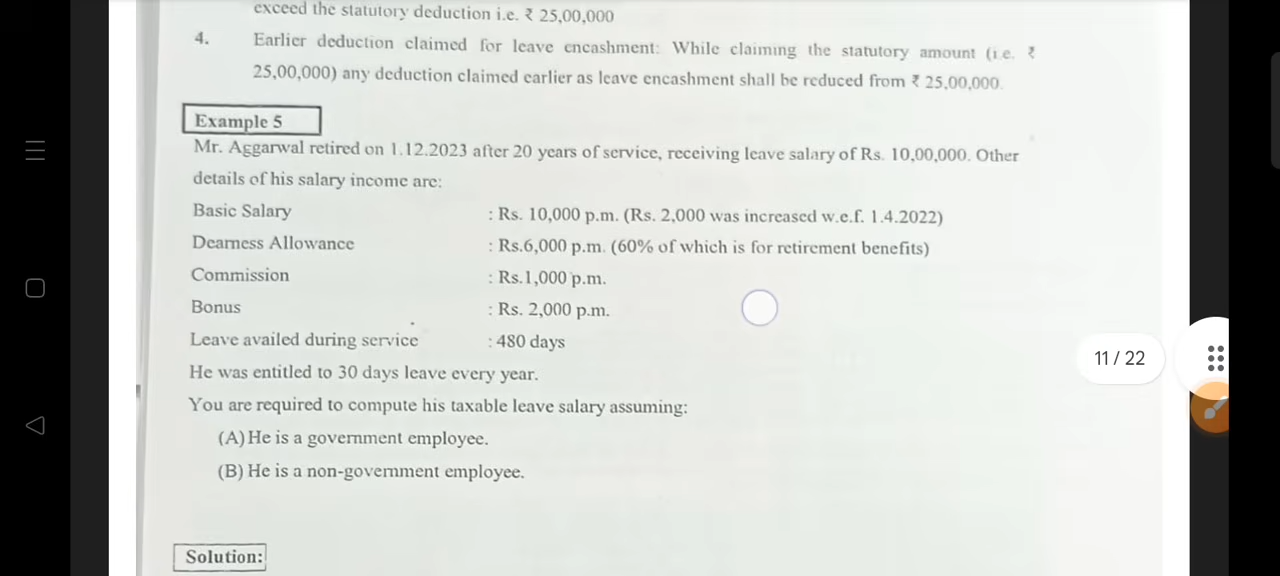 exceed the statutory deduction i.e. ₹ 25,00,000
4. Earlier deduction claimed for leave encashment: While claiming the statutory amount (i.e. ₹
25,00,000) any deduction claimed earlier as leave encashment shall be reduced from ₹ 25,00,000.
Example 5
Mr. Aggarwal retired on 1.12.2023 after 20 years of service, receiving leave salary of Rs. 10,00,000. Other
details of his salary income are:
Basic Salary : Rs. 10,000 p.m. (Rs. 2,000 was increased w.e.f. 1.4.2022)
Dearness Allowance : Rs.6,000 p.m. (60% of which is for retirement benefits)
Commission : Rs.1,000 p.m.
Bonus : Rs. 2,000 p.m.
Leave availed during service : 480 days
He was entitled to 30 days leave every year.
11 / 22
You are required to compute his taxable leave salary assuming:
(A) He is a government employee.
(B) He is a non-government employee.
Solution: